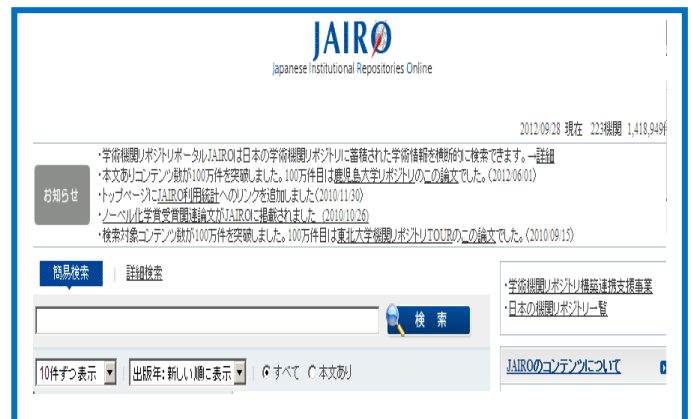 JAIRO
Japanese Institutional Repositories Online
2012/09/28 現在 223機関 1,418,949
お知らせ
・学術機関リポジトリポータルJAIROは日本の学術機関リポジトリに蓄積された学術情報を横断的に検索できます。→詳細
・本文ありコンテンツ数が100万件を突破しました。100万件目は鹿児島大学リポジトリのこの論文でした。(2012/06/01)
・トップページにJAIRO利用統計へのリンクを追加しました(2010/11/30)
・ノーベル化学賞受賞関連論文がJAIROに掲載されました (2010/10/26)
・検索対象コンテンツ数が100万件を突破しました。100万件目は東北大学機関リポジトリTOURのこの論文でした。(2010/09/15)
簡易検索 | 詳細検索
検 索
10件ずつ表示 出版年:新しい順に表示 | すべて 本文あり
・学術機関リポジトリ構築連携支援事業
・日本の機関リポジトリ一覧
JAIROのコンテンツについて